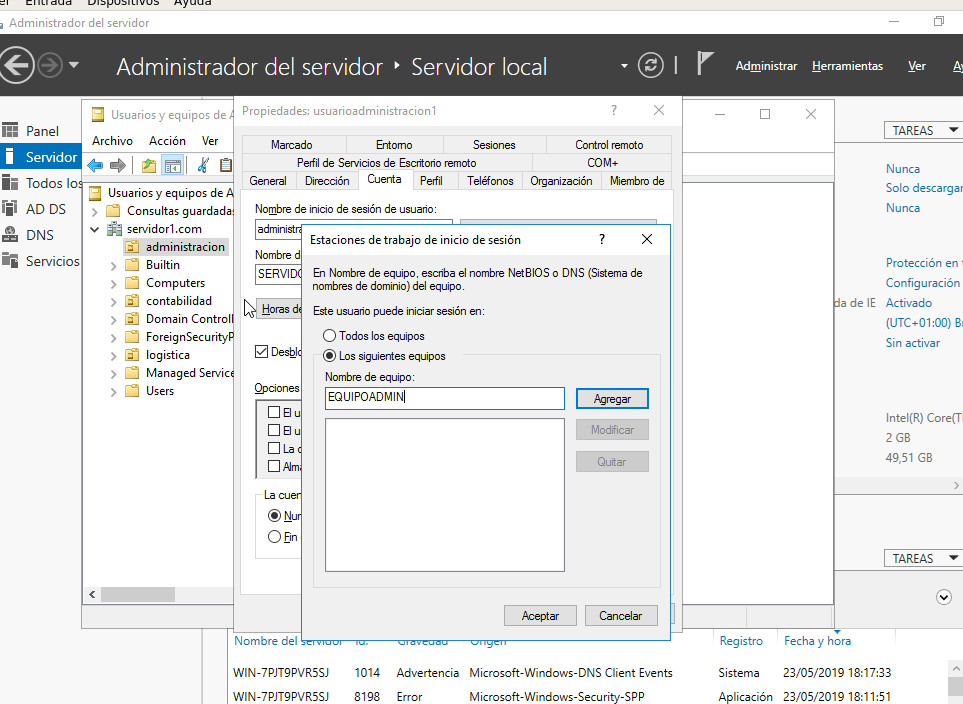 Entrada Dispositivos Ayuda
Administrador del servidor
Administrador del servidor ‣ Servidor local
Administrar Herramientas Ver Ay
Panel
Servidor
Todos los
AD DS
DNS
Servicios
Usuarios y equipos de A
Archivo Acción Ver
Usuarios y equipos de A
Consultas guardadas
servidor1.com
administracion
Builtin
Computers
contabilidad
Domain Controll
ForeignSecurityP
logistica
Managed Service
Users
Propiedades: usuarioadministracion1 ?
Marcado Entorno Sesiones Control remoto
Perfil de Servicios de Escritorio remoto COM+
General Dirección Cuenta Perfil Teléfonos Organización Miembro de
Nombre de inicio de sesión de usuario:
administra
Nombre d
SERVIDO
Horas de
Desblo
Opciones
El u
El u
La c
Alma
La cuen
Nun
Fin
Estaciones de trabajo de inicio de sesión ?
En Nombre de equipo, escriba el nombre NetBIOS o DNS (Sistema de
nombres de dominio) del equipo.
Este usuario puede iniciar sesión en:
Todos los equipos
Los siguientes equipos
Nombre de equipo:
EQUIPOADMIN
Agregar
Modificar
Quitar
Aceptar Cancelar
TAREAS
Nunca
Solo descargar
Nunca
Protección en t
da de IE
Configuración
Activado
(UTC+01:00) Br
Sin activar
Intel(R) Core(T
2 GB
49,51 GB
TAREAS
Nombre del servidor Id. Gravedad Origen Registro Fecha y hora
WIN-7PJT9PVR5SJ 1014 Advertencia Microsoft-Windows-DNS Client Events Sistema 23/05/2019 18:17:33
WIN-7PJT9PVR5SJ 8198 Error Microsoft-Windows-Security-SPP Aplicación 23/05/2019 18:11:51